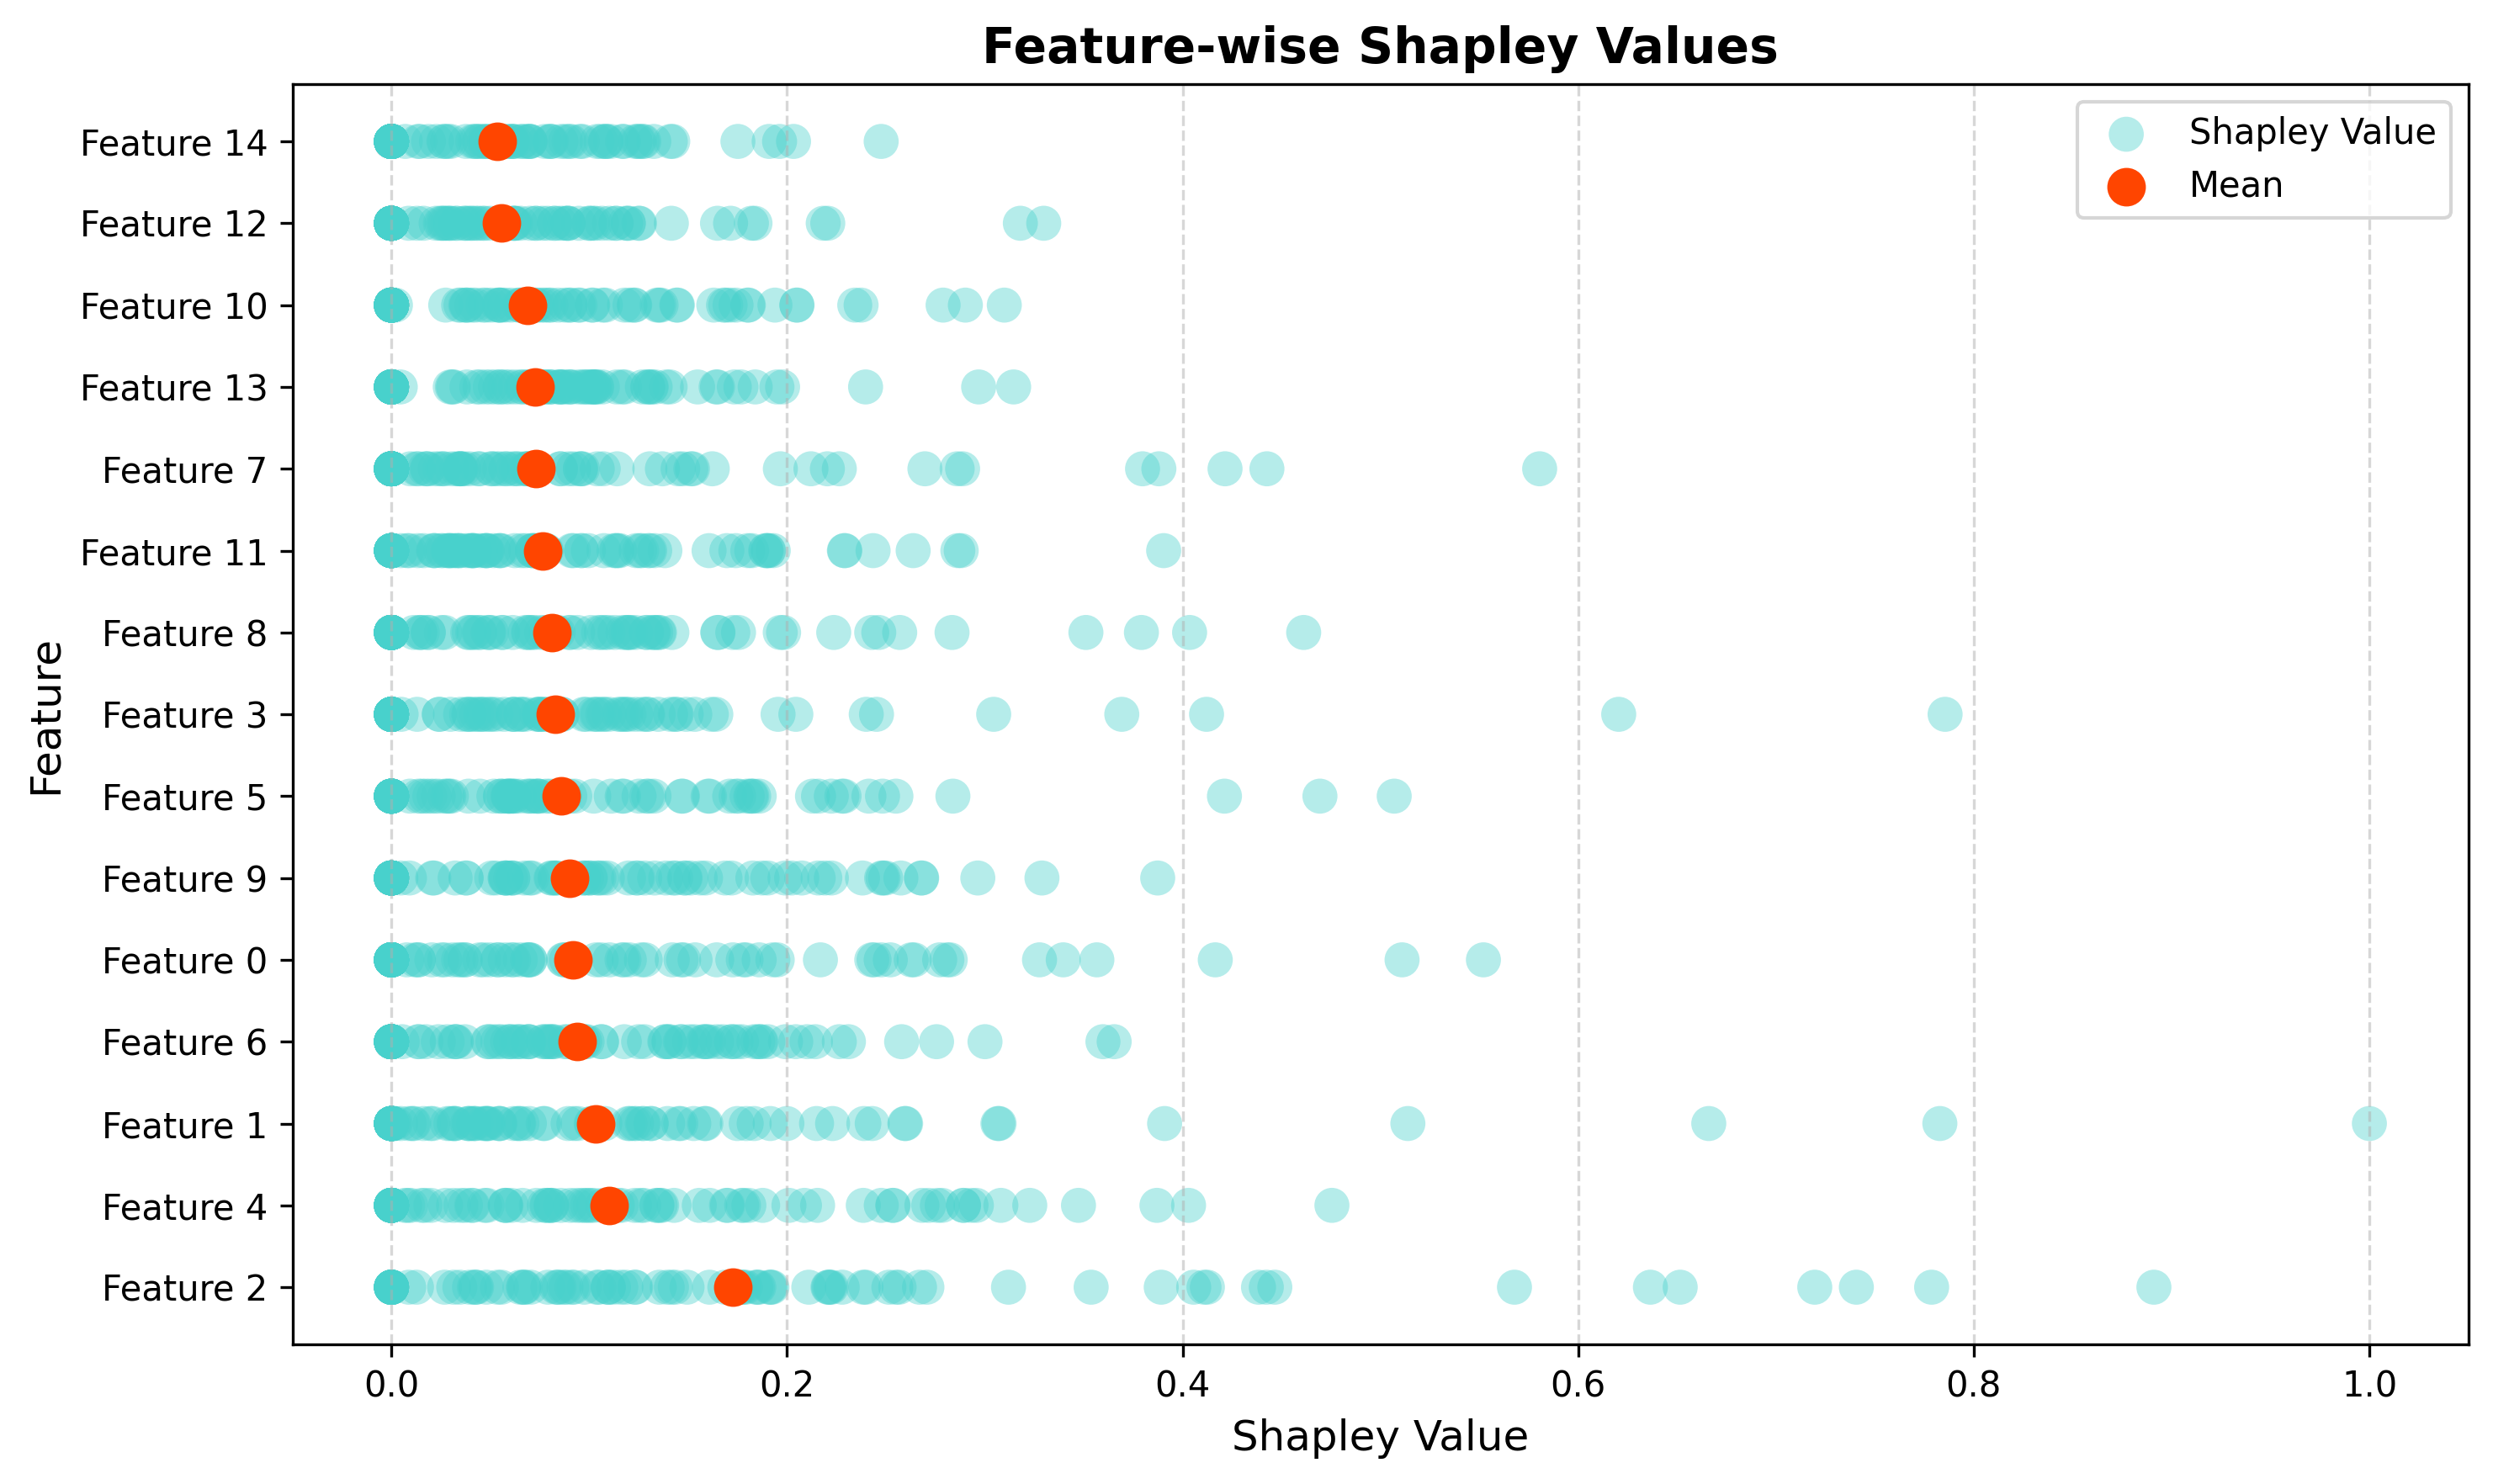 Feature-wise Shapley Values
Shapley Value
Mean
Feature 14
Feature 12
Feature 10
Feature 13
Feature 7
Feature 11
Feature 8
Feature 3
Feature 5
Feature 9
Feature 0
Feature 6
Feature 1
Feature 4
Feature 2
Feature
0.0 0.2 0.4 0.6 0.8 1.0
Shapley Value